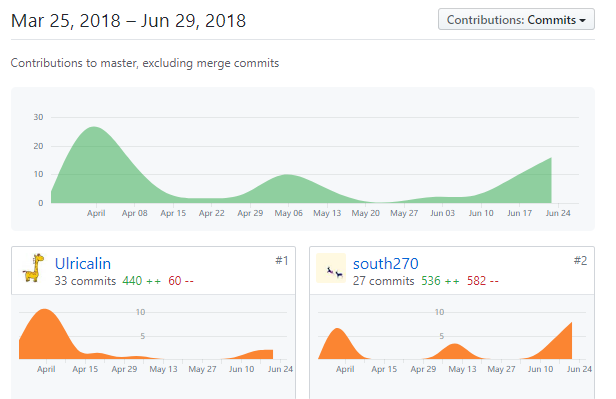 Mar 25, 2018 – Jun 29, 2018
Contributions: Commits
Contributions to master, excluding merge commits
30
20
10
0
April April 08 Apr 15 Apr 22 Apr 29 May 06 May 13 May 20 May 27 Jun 03 Jun 10 Jun 17 Jun 24
Ulricalin #1
33 commits 440 ++ 60 --
10
5
April Apr 15 Apr 29 May 13 May 27 Jun 10 Jun 24
south270 #2
27 commits 536 ++ 582 --
10
5
April Apr 15 Apr 29 May 13 May 27 Jun 10 Jun 24